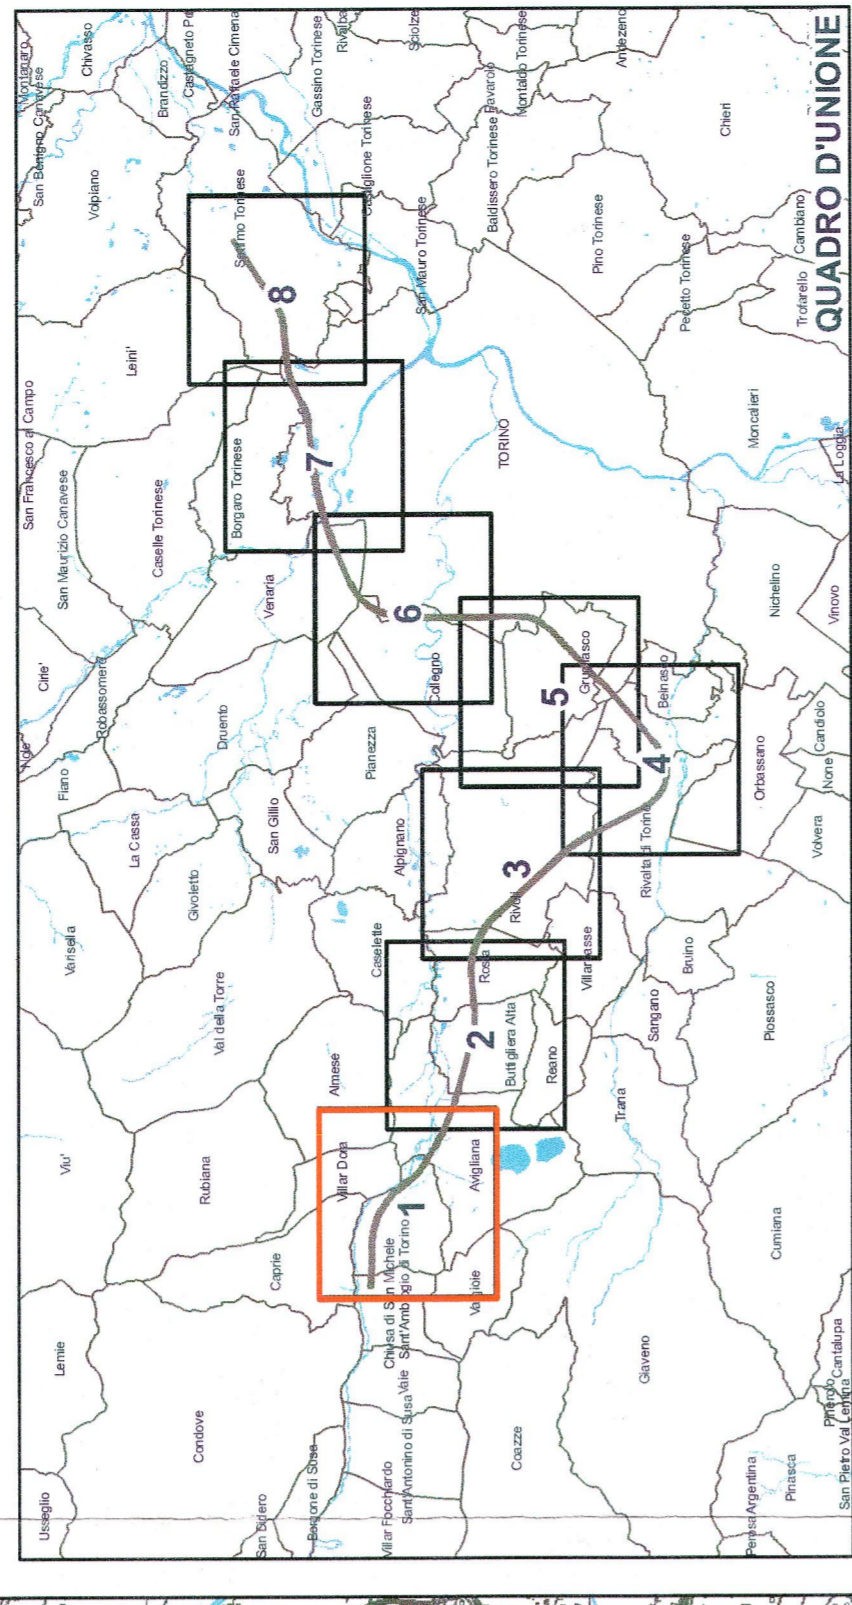 Usseglio
Lemie
Viu'
Varisella
Fiano
Nole
Cirie'
San Francesco al Campo
Montanaro
San Benigno Canavese
Chivasso
Condove
Rubiana
Val della Torre
Givoletto
La Cassa
Robassomero
San Maurizio Canavese
Leini'
Volpiano
Brandizzo
Castagneto Po
San Didero
Borgone di Susa
Caprie
Almese
San Gillio
Druento
Caselle Torinese
Venaria
Borgaro Torinese
Settimo Torinese
San Raffaele Cimena
Gassino Torinese
Rivalba
Sciolze
Villar Dora
Caselette
Alpignano
Pianezza
8
7
Castiglione Torinese
San Mauro Torinese
Villar Focchiardo
Sant'Antonino di Susa
Vaie
Chiusa di San Michele
Sant'Ambrogio di Torino
1
6
Collegno
Avigliana
Valgioie
2
Rosta
Buttigliera Alta
Reano
3
Rivoli
TORINO
Baldissero Torinese
Pavarolo
Montaldo Torinese
Andezeno
Coazze
Villarbasse
5
Grugliasco
Pino Torinese
Chieri
Giaveno
Trana
Sangano
Bruino
Rivalta di Torino
4
Beinasco
Pecetto Torinese
Perosa Argentina
Pinasca
Cumiana
Piossasco
Orbassano
Volvera
None
Candiolo
Nichelino
Vinovo
Moncalieri
La Loggia
Trofarello
Cambiano
San Pietro Val Lemina
Pinerolo
Cantalupa
QUADRO D'UNIONE